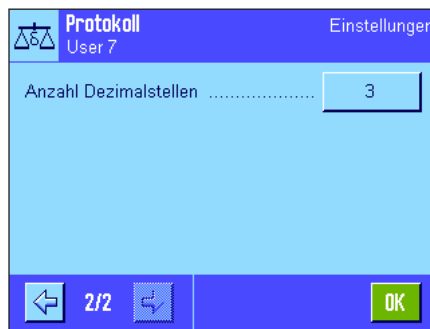 Protokoll Einstellunger
User 7
Anzahl Dezimalstellen .................... 3
2/2 OK